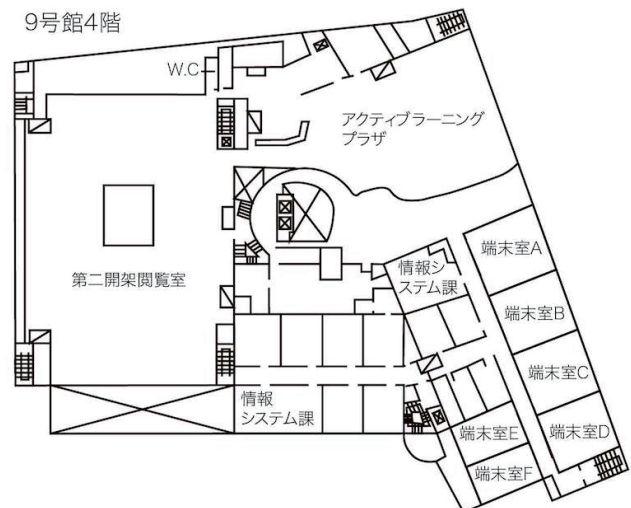 9号館4階
W.C
アクティブラーニング
プラザ
端末室A
情報シ
ステム課
第二開架閲覧室
端末室B
端末室C
情報
システム課
端末室E
端末室D
端末室F